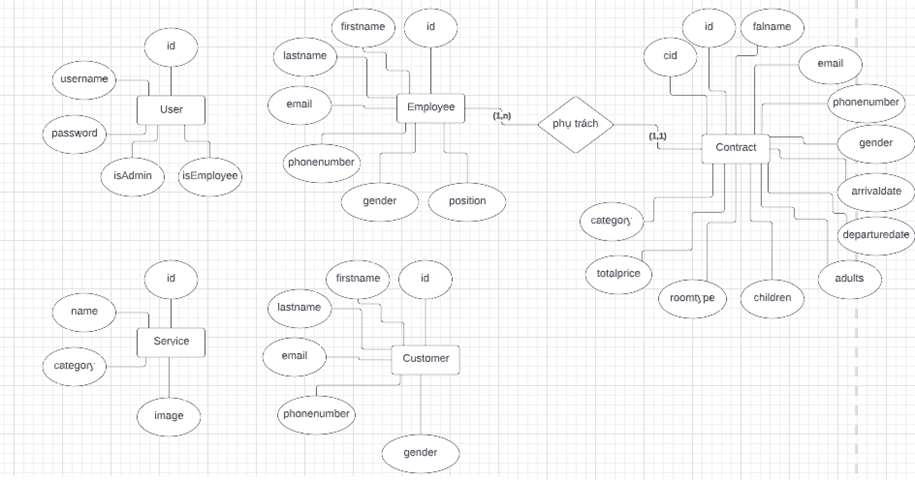 id
username
User
password
isAdmin
isEmployee
firstname
id
lastname
email
Employee
phonenumber
gender
position
(1,n)
phụ trách
(1,1)
id
falname
cid
email
phonenumber
Contract
gender
arrivaldate
category
departuredate
totalprice
adults
roomtype
children
id
name
Service
category
image
firstname
id
lastname
email
Customer
phonenumber
gender